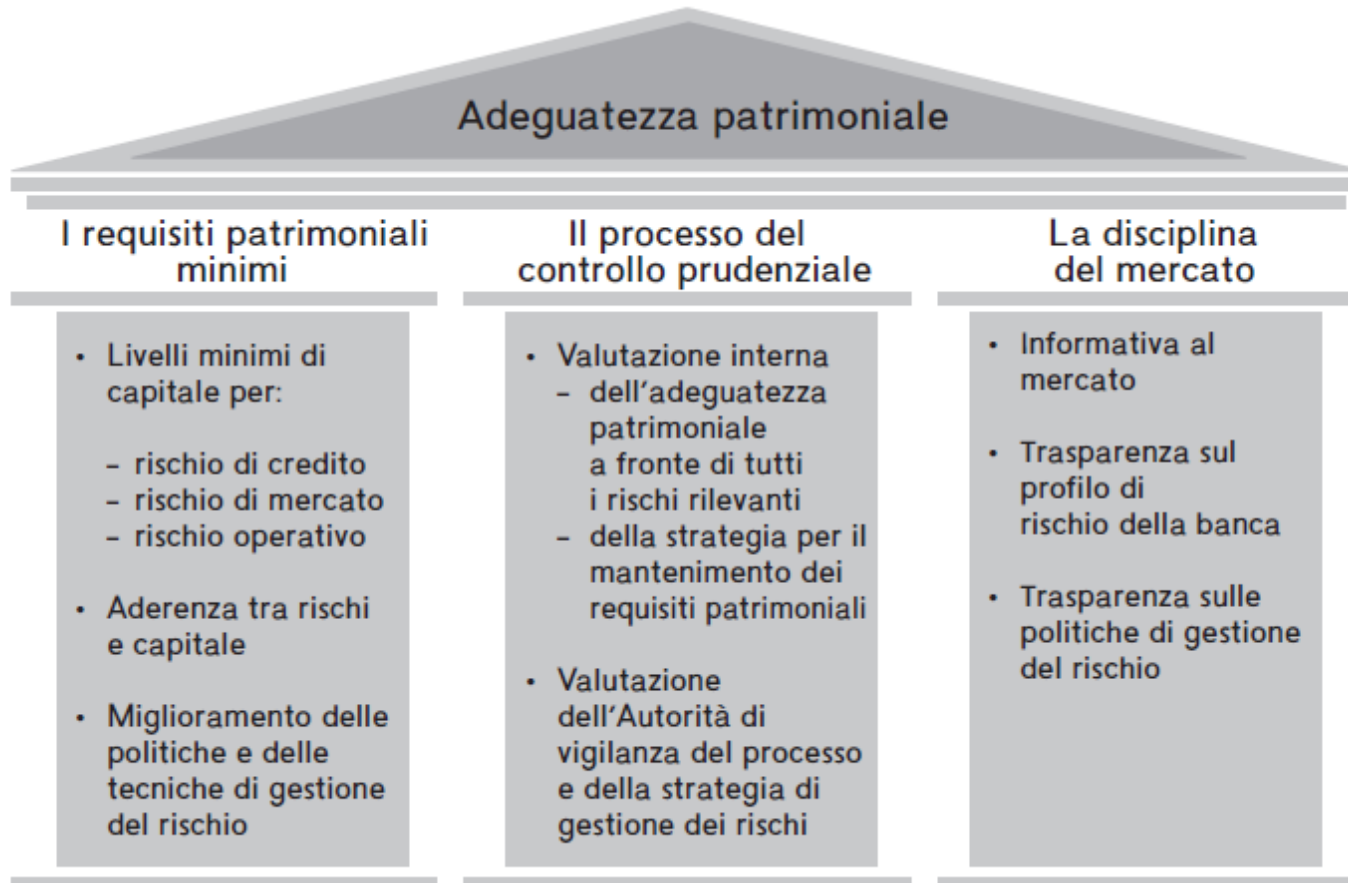 Adeguatezza patrimoniale
I requisiti patrimoniali
minimi
• Livelli minimi di
capitale per:
– rischio di credito
– rischio di mercato
– rischio operativo
• Aderenza tra rischi
e capitale
• Miglioramento delle
politiche e delle
tecniche di gestione
del rischio
Il processo del
controllo prudenziale
• Valutazione interna
– dell'adeguatezza
patrimoniale
a fronte di tutti
i rischi rilevanti
– della strategia per il
mantenimento dei
requisiti patrimoniali
• Valutazione
dell'Autorità di
vigilanza del processo
e della strategia di
gestione dei rischi
La disciplina
del mercato
• Informativa al
mercato
• Trasparenza sul
profilo di
rischio della banca
• Trasparenza sulle
politiche di gestione
del rischio